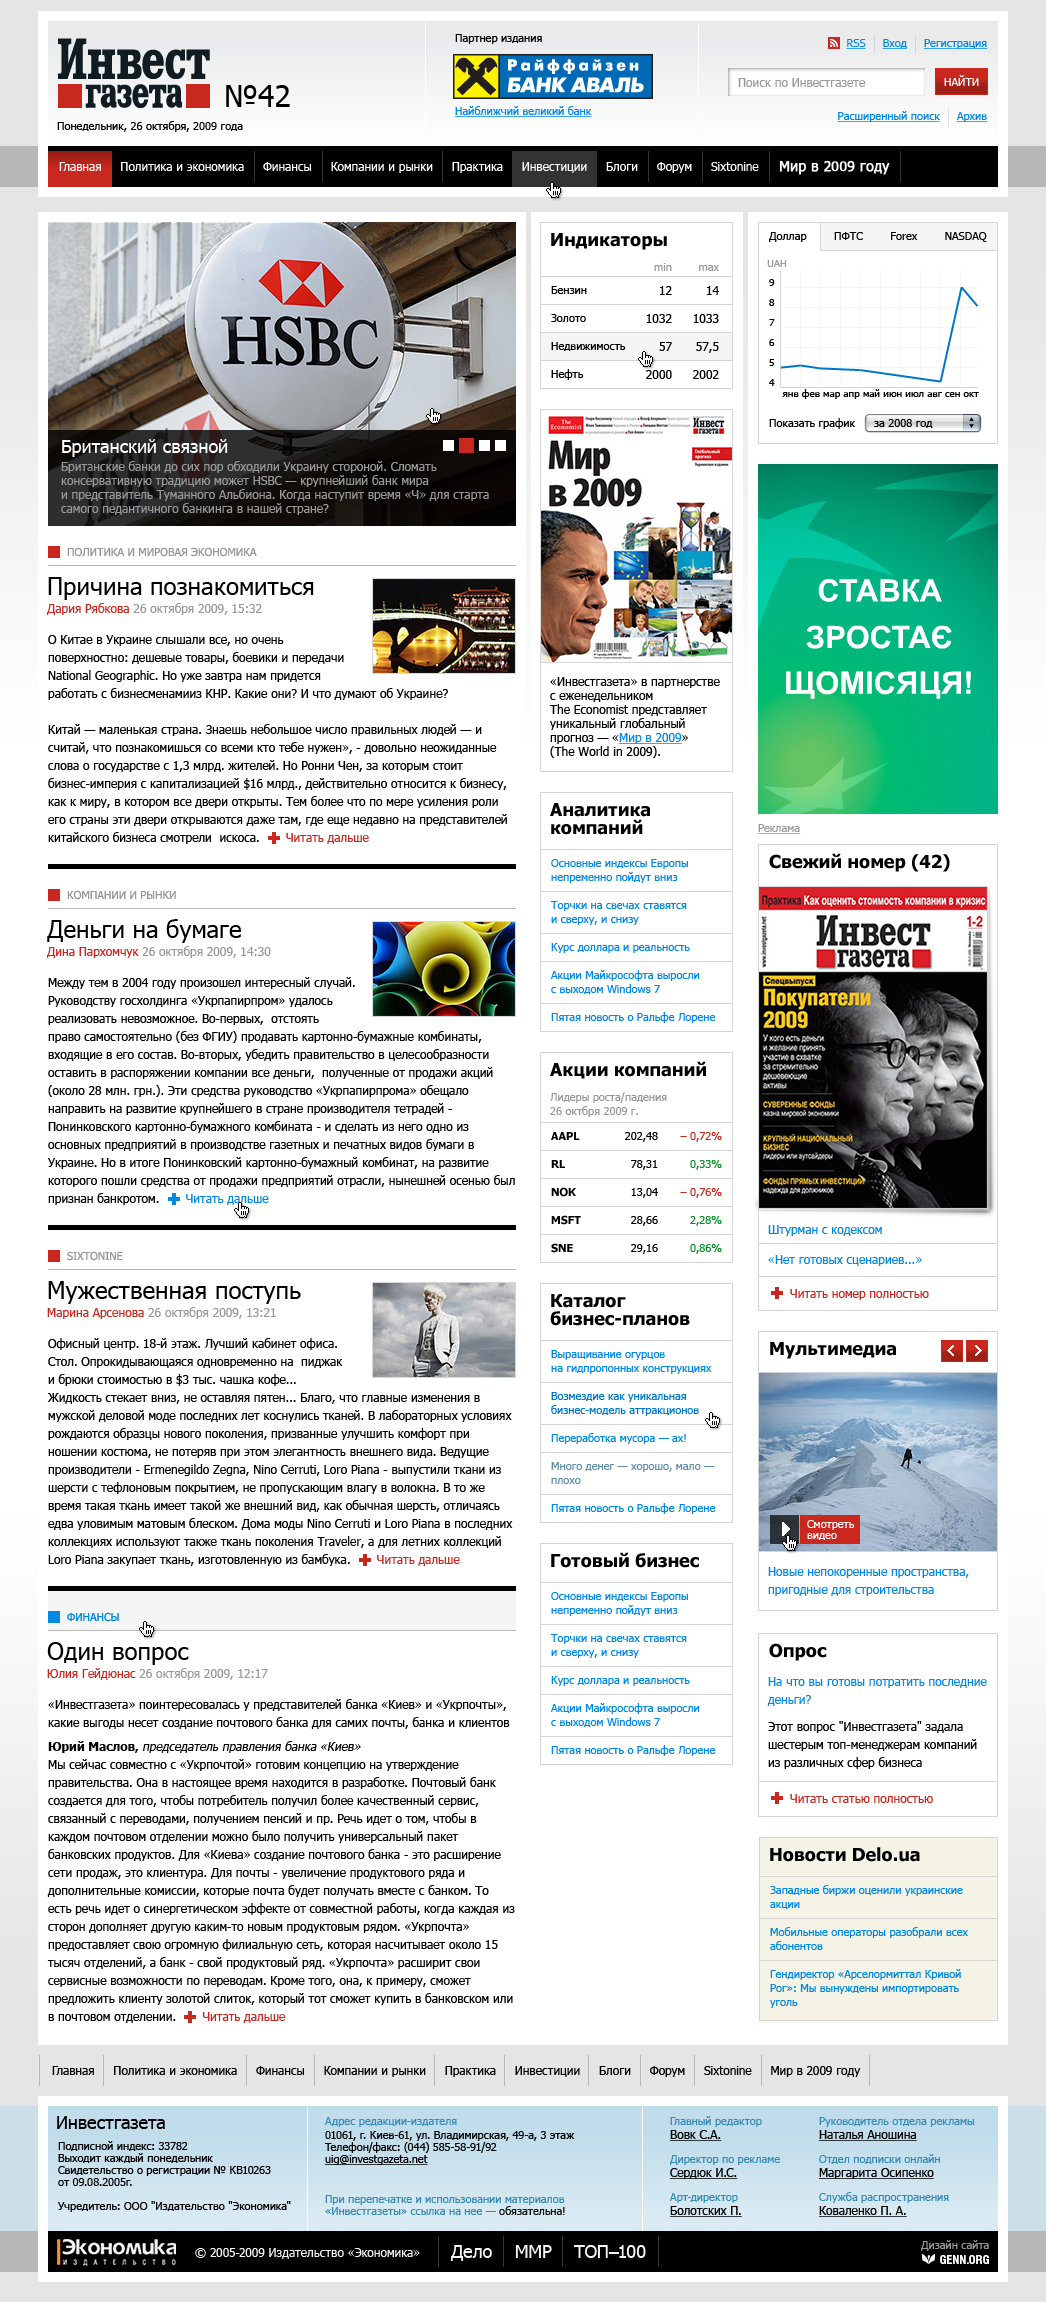 Инвест
газета
№42
Понедельник, 26 октября, 2009 года
Партнер издания
Райффайзен
БАНК АВАЛЬ
Найближчий великий банк
RSS
Вход
Регистрация
Поиск по Инвестгазете
НАЙТИ
Расширенный поиск
Архив
Главная
Политика и экономика
Финансы
Компании и рынки
Практика
Инвестиции
Блоги
Форум
Sixtonine
Мир в 2009 году
HSBC
Британский связной
Британские банки до сих пор обходили Украину стороной. Сломать
консервативную традицию может HSBC — крупнейший банк мира
и представитель Туманного Альбиона. Когда наступит время «Ч» для старта
самого педантичного банкинга в нашей стране?
ПОЛИТИКА И МИРОВАЯ ЭКОНОМИКА
Причина познакомиться
Дария Рябкова 26 октября 2009, 15:32
О Китае в Украине слышали все, но очень
поверхностно: дешевые товары, боевики и передачи
National Geographic. Но уже завтра нам придется
работать с бизнесменамииз КНР. Какие они? И что думают об Украине?
Китай — маленькая страна. Знаешь небольшое число правильных людей — и
считай, что познакомишься со всеми кто тебе нужен», - довольно неожиданные
слова о государстве с 1,3 млрд. жителей. Но Ронни Чен, за которым стоит
бизнес-империя с капитализацией $16 млрд., действительно относится к бизнесу,
как к миру, в котором все двери открыты. Тем более что по мере усиления роли
его страны эти двери открываются даже там, где еще недавно на представителей
китайского бизнеса смотрели искоса. Читать дальше
КОМПАНИИ И РЫНКИ
Деньги на бумаге
Дина Пархомчук 26 октября 2009, 14:30
Между тем в 2004 году произошел интересный случай.
Руководству госхолдинга «Укрпапирпром» удалось
реализовать невозможное. Во-первых, отстоять
право самостоятельно (без ФГИУ) продавать картонно-бумажные комбинаты,
входящие в его состав. Во-вторых, убедить правительство в целесообразности
оставить в распоряжении компании все деньги, полученные от продажи акций
(около 28 млн. грн.). Эти средства руководство «Укрпапирпрома» обещало
направить на развитие крупнейшего в стране производителя тетрадей -
Понинковского картонно-бумажного комбината - и сделать из него одно из
основных предприятий в производстве газетных и печатных видов бумаги в
Украине. Но в итоге Понинковский картонно-бумажный комбинат, на развитие
которого пошли средства от продажи предприятий отрасли, нынешней осенью был
признан банкротом. Читать дальше
SIXTONINE
Мужественная поступь
Марина Арсенова 26 октября 2009, 13:21
Офисный центр. 18-й этаж. Лучший кабинет офиса.
Стол. Опрокидывающаяся одновременно на пиджак
и брюки стоимостью в $3 тыс. чашка кофе...
Жидкость стекает вниз, не оставляя пятен... Благо, что главные изменения в
мужской деловой моде последних лет коснулись тканей. В лабораторных условиях
рождаются образцы нового поколения, призванные улучшить комфорт при
ношении костюма, не потеряв при этом элегантность внешнего вида. Ведущие
производители - Ermenegildo Zegna, Nino Cerruti, Loro Piana - выпустили ткани из
шерсти с тефлоновым покрытием, не пропускающим влагу в волокна. В то же
время такая ткань имеет такой же внешний вид, как обычная шерсть, отличаясь
едва уловимым матовым блеском. Дома моды Nino Cerruti и Loro Piana в последних
коллекциях используют также ткань поколения Traveler, а для летних коллекций
Loro Piana закупает ткань, изготовленную из бамбука. Читать дальше
ФИНАНСЫ
Один вопрос
Юлия Гейдюнас 26 октября 2009, 12:17
«Инвестгазета» поинтересовалась у представителей банка «Киев» и «Укрпочты»,
какие выгоды несет создание почтового банка для самих почты, банка и клиентов
Юрий Маслов, председатель правления банка «Киев»
Мы сейчас совместно с «Укрпочтой» готовим концепцию на утверждение
правительства. Она в настоящее время находится в разработке. Почтовый банк
создается для того, чтобы потребитель получил более качественный сервис,
связанный с переводами, получением пенсий и пр. Речь идет о том, чтобы в
каждом почтовом отделении можно было получить универсальный пакет
банковских продуктов. Для «Киева» создание почтового банка - это расширение
сети продаж, это клиентура. Для почты - увеличение продуктового ряда и
дополнительные комиссии, которые почта будет получать вместе с банком. То
есть речь идет о синергетическом эффекте от совместной работы, когда каждая из
сторон дополняет другую каким-то новым продуктовым рядом. «Укрпочта»
предоставляет свою огромную филиальную сеть, которая насчитывает около 15
тысяч отделений, а банк - свой продуктовый ряд. «Укрпочта» расширит свои
сервисные возможности по переводам. Кроме того, она, к примеру, сможет
предложить клиенту золотой слиток, который тот сможет купить в банковском или
в почтовом отделении. Читать дальше
Индикаторы
min max
Бензин 12 14
Золото 1032 1033
Недвижимость 57 57,5
Нефть 2000 2002
The Economist
Инвест
газета
Мир
в 2009
«Инвестгазета» в партнерстве
с еженедельником
The Economist представляет
уникальный глобальный
прогноз — «Мир в 2009»
(The World in 2009).
Аналитика
компаний
Основные индексы Европы
непременно пойдут вниз
Торчки на свечах ставятся
и сверху, и снизу
Курс доллара и реальность
Акции Майкрософта выросли
с выходом Windows 7
Пятая новость о Ральфе Лорене
Акции компаний
Лидеры роста/падения
26 октбря 2009 г.
AAPL 202,48 – 0,72%
RL 78,31 0,33%
NOK 13,04 – 0,76%
MSFT 28,66 2,28%
SNE 29,16 0,86%
Каталог
бизнес-планов
Выращивание огурцов
на гидпропонных конструкциях
Возмездие как уникальная
бизнес-модель аттракционов
Переработка мусора — ах!
Много денег — хорошо, мало —
плохо
Пятая новость о Ральфе Лорене
Готовый бизнес
Основные индексы Европы
непременно пойдут вниз
Торчки на свечах ставятся
и сверху, и снизу
Курс доллара и реальность
Акции Майкрософта выросли
с выходом Windows 7
Пятая новость о Ральфе Лорене
Доллар ПФТС Forex NASDAQ
UAH
9
8
7
6
5
4
янв фев мар апр май июн июл авг сен окт
Показать график за 2008 год
СТАВКА
ЗРОСТАЄ
ЩОМІСЯЦЯ!
Реклама
Свежий номер (42)
Практика Как оценить стоимость компании в кризис
www.investgazeta.net
Инвест
газета
1-2
Спецвыпуск
Покупатели
2009
У кого есть деньги
и желание принять
участие в схватке
за стремительно
дешевеющие
активы
СУВЕРЕННЫЕ ФОНДЫ
казна мировой экономики
КРУПНЫЙ НАЦИОНАЛЬНЫЙ
БИЗНЕС
лидеры или аутсайдеры
ФОНДЫ ПРЯМЫХ ИНВЕСТИЦИЙ
надежда для должников
Штурман с кодексом
«Нет готовых сценариев...»
Читать номер полностью
Мультимедиа
Смотреть
видео
Новые непокоренные пространства,
пригодные для строительства
Опрос
На что вы готовы потратить последние
деньги?
Этот вопрос "Инвестгазета" задала
шестерым топ-менеджерам компаний
из различных сфер бизнеса
Читать статью полностью
Новости Delo.ua
Западные биржи оценили украинские
акции
Мобильные операторы разобрали всех
абонентов
Гендиректор «Арселормиттал Кривой
Рог»: Мы вынуждены импортировать
уголь
Главная
Политика и экономика
Финансы
Компании и рынки
Практика
Инвестиции
Блоги
Форум
Sixtonine
Мир в 2009 году
Инвестгазета
Подписной индекс: 33782
Выходит каждый понедельник
Свидетельство о регистрации № КВ10263
от 09.08.2005г.
Учредитель: ООО "Издательство "Экономика"
Адрес редакции-издателя
01061, г. Киев-61, ул. Владимирская, 49-а, 3 этаж
Телефон/факс: (044) 585-58-91/92
uig@investgazeta.net
При перепечатке и использовании материалов
«Инвестгазеты» ссылка на нее — обязательна!
Главный редактор
Вовк С.А.
Директор по рекламе
Сердюк И.С.
Арт-директор
Болотских П.
Руководитель отдела рекламы
Наталья Аношина
Отдел подписки онлайн
Маргарита Осипенко
Служба распространения
Коваленко П. А.
Экономика
ИЗДАТЕЛЬСТВО
© 2005-2009 Издательство «Экономика»
Дело
ММР
ТОП–100
Дизайн сайта
GENN.ORG